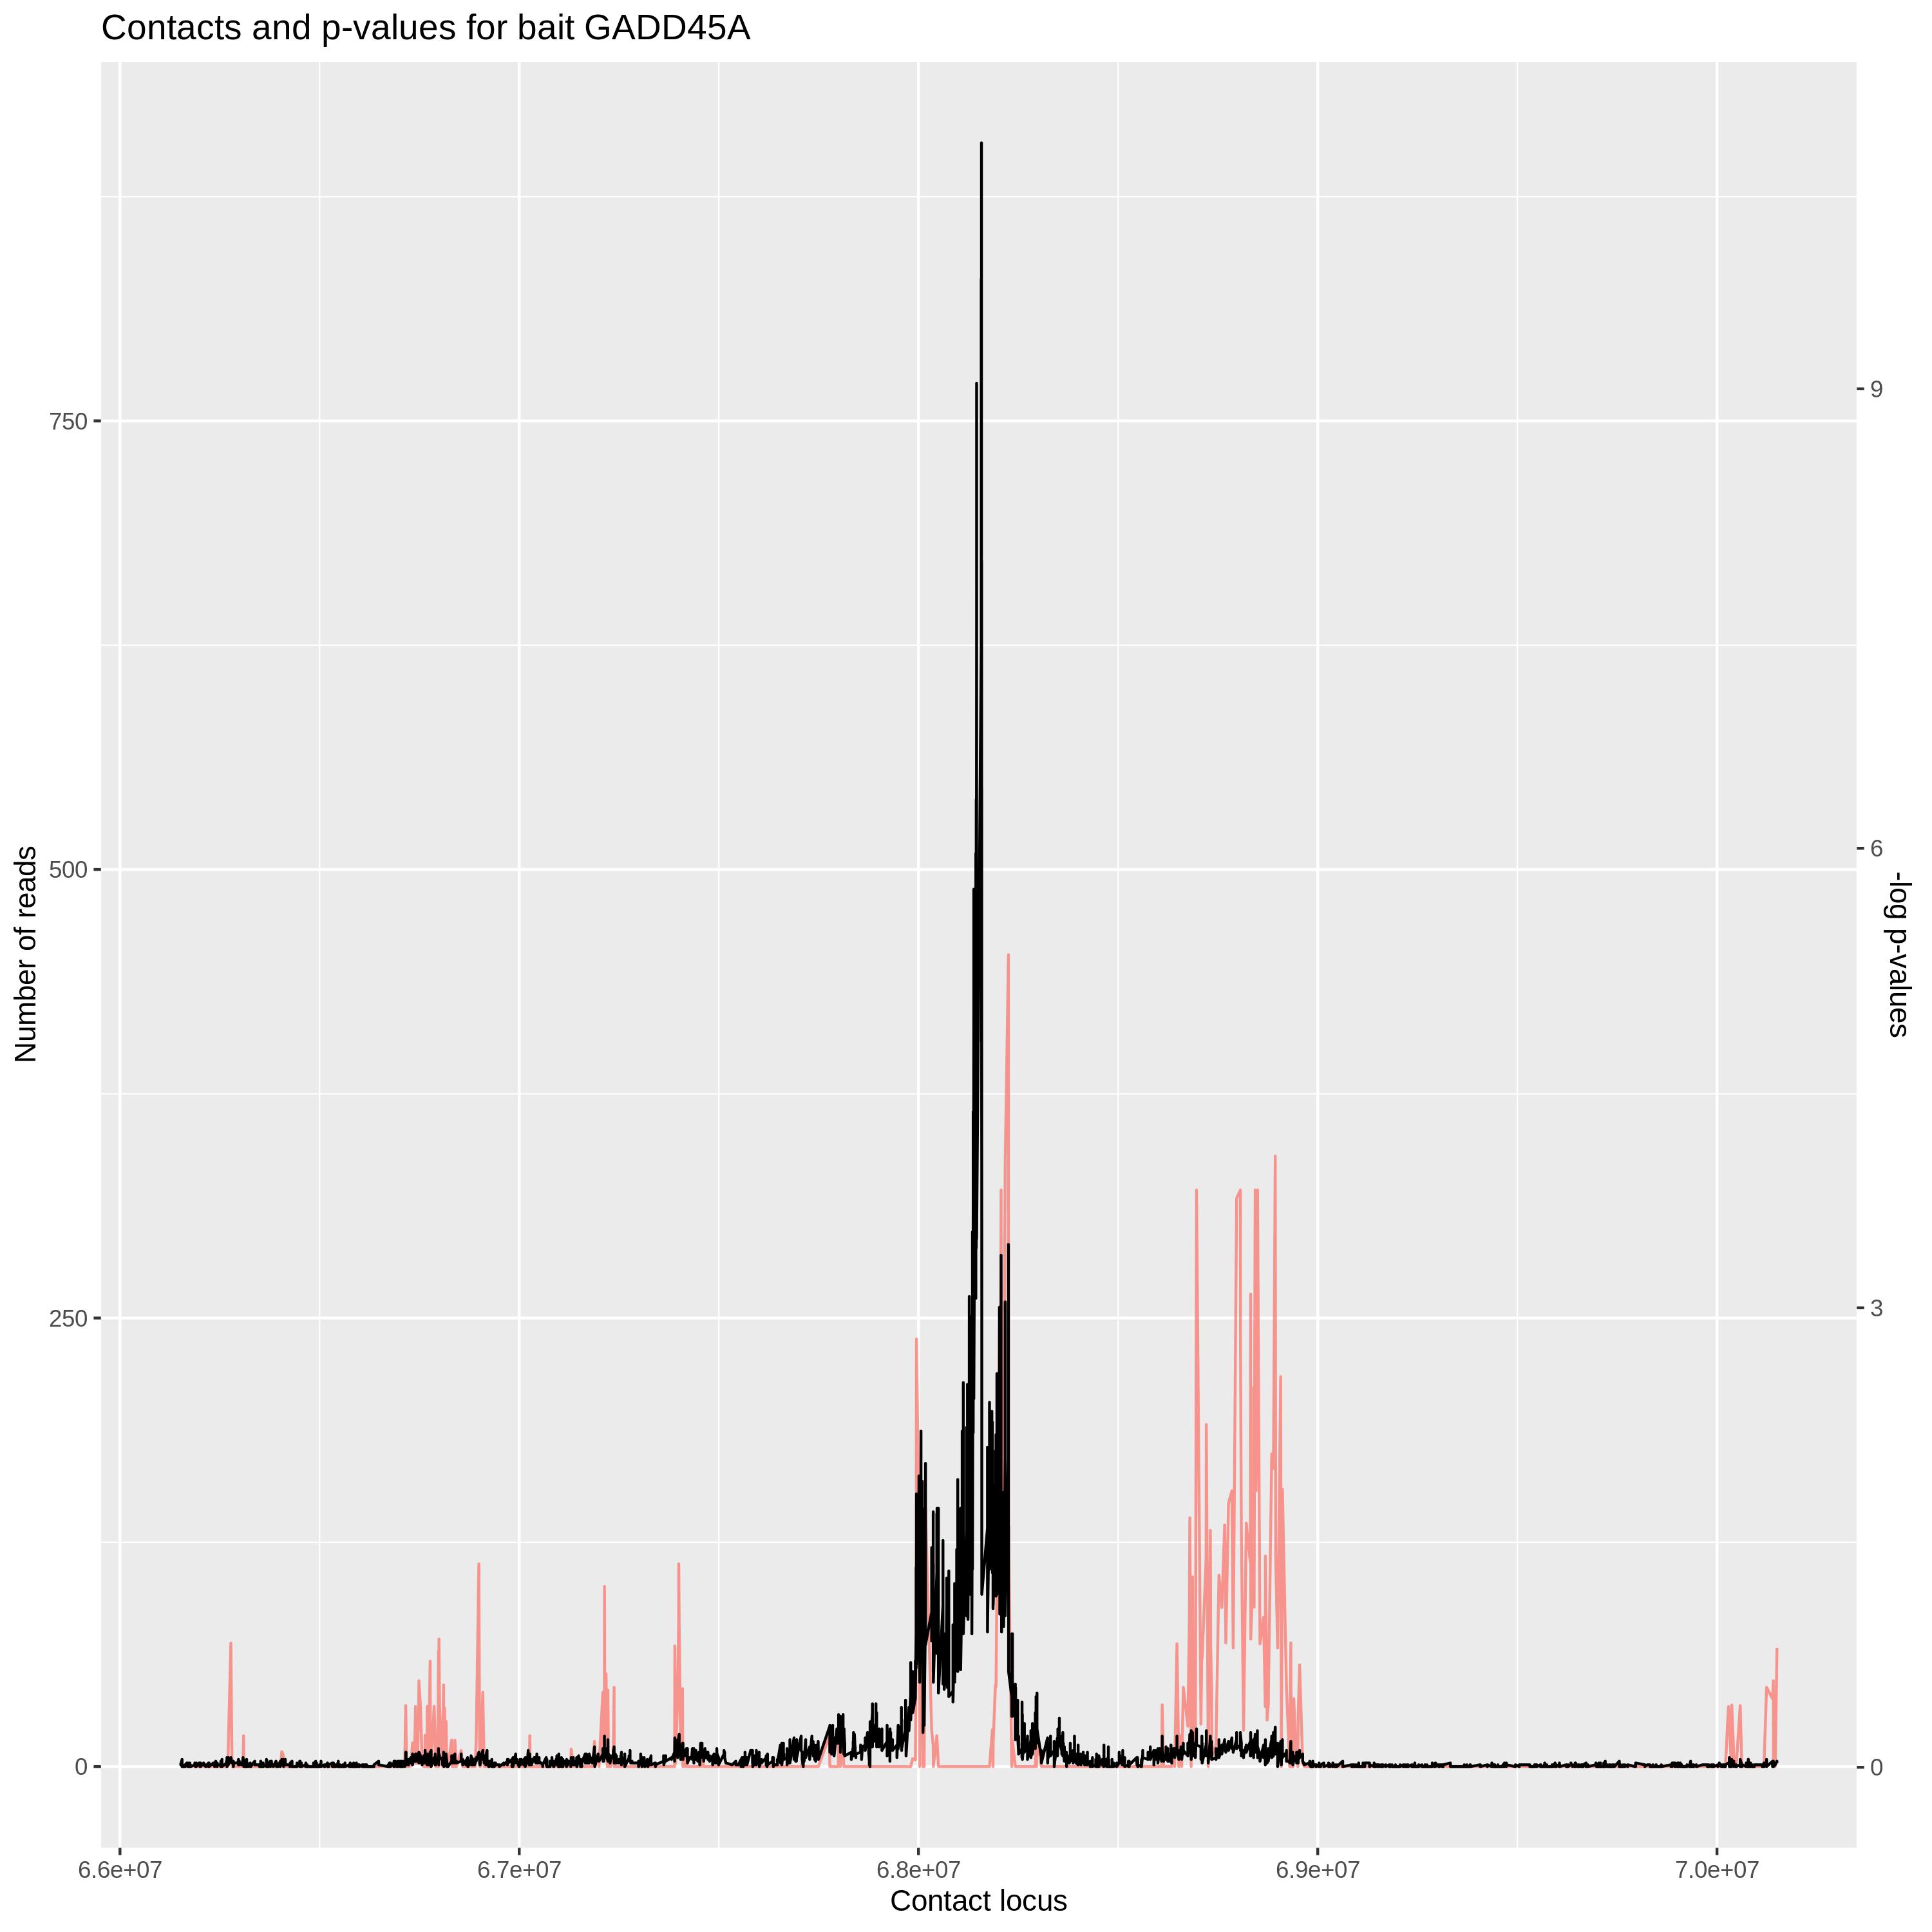 Contacts and p-values for bait GADD45A
Number of reads
750
500
250
0
9
6
3
0
-log p-values
6.6e+07
6.7e+07
6.8e+07
6.9e+07
7.0e+07
Contact locus